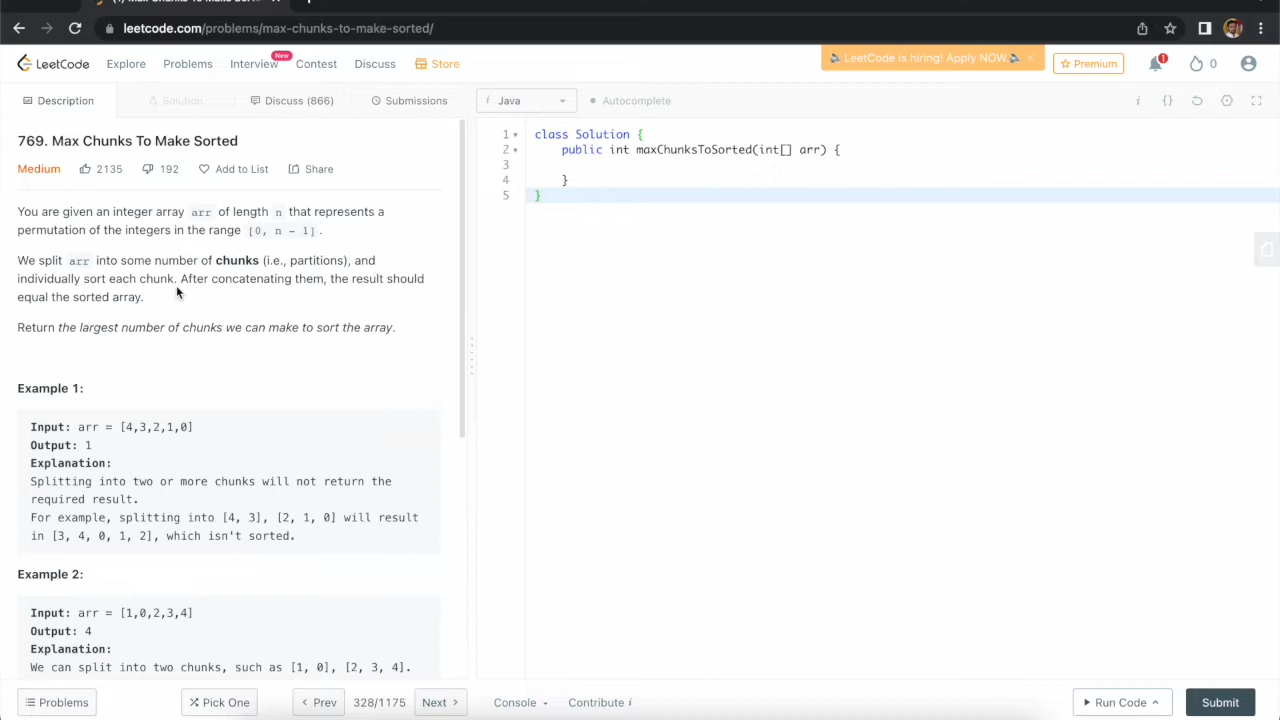 leetcode.com/problems/max-chunks-to-make-sorted/
LeetCode Explore Problems Interview New Contest Discuss Store LeetCode is hiring! Apply NOW. Premium 1 0
Description Solution Discuss (866) Submissions i Java Autocomplete i {}
769. Max Chunks To Make Sorted
Medium 2135 192 Add to List Share
You are given an integer array arr of length n that represents a
permutation of the integers in the range [0, n - 1].
We split arr into some number of chunks (i.e., partitions), and
individually sort each chunk. After concatenating them, the result should
equal the sorted array.
Return the largest number of chunks we can make to sort the array.
Example 1:
Input: arr = [4,3,2,1,0]
Output: 1
Explanation:
Splitting into two or more chunks will not return the
required result.
For example, splitting into [4, 3], [2, 1, 0] will result
in [3, 4, 0, 1, 2], which isn't sorted.
Example 2:
Input: arr = [1,0,2,3,4]
Output: 4
Explanation:
We can split into two chunks, such as [1, 0], [2, 3, 4].
1 class Solution {
2 public int maxChunksToSorted(int[] arr) {
3
4 }
5 }
Problems Pick One Prev 328/1175 Next Console Contribute i Run Code Submit